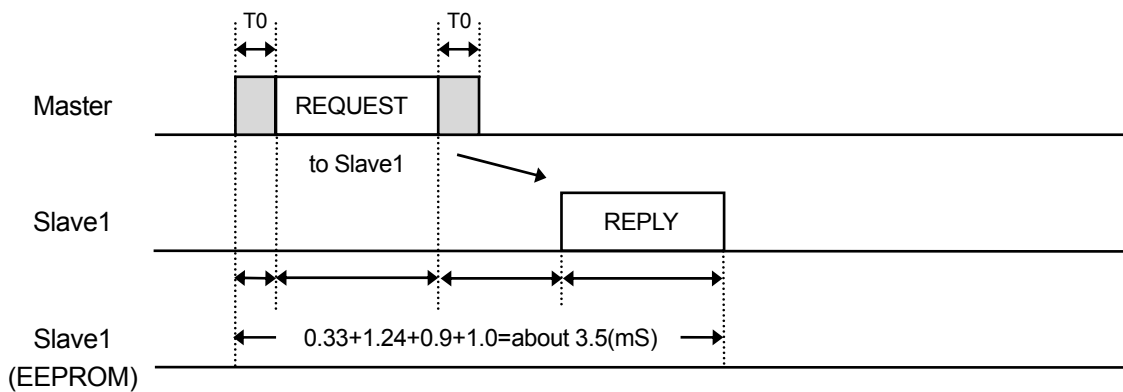 T0
T0
Master
REQUEST
to Slave1
Slave1
REPLY
Slave1
(EEPROM)
0.33+1.24+0.9+1.0=about 3.5(mS)